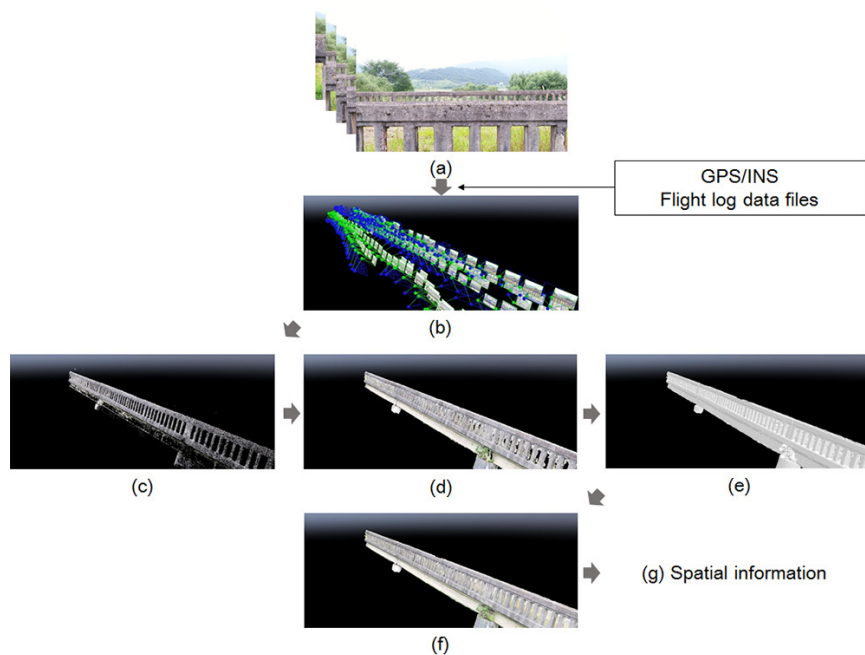 (a)
GPS/INS
Flight log data files
(b)
(c)
(d)
(e)
(g) Spatial information
(f)